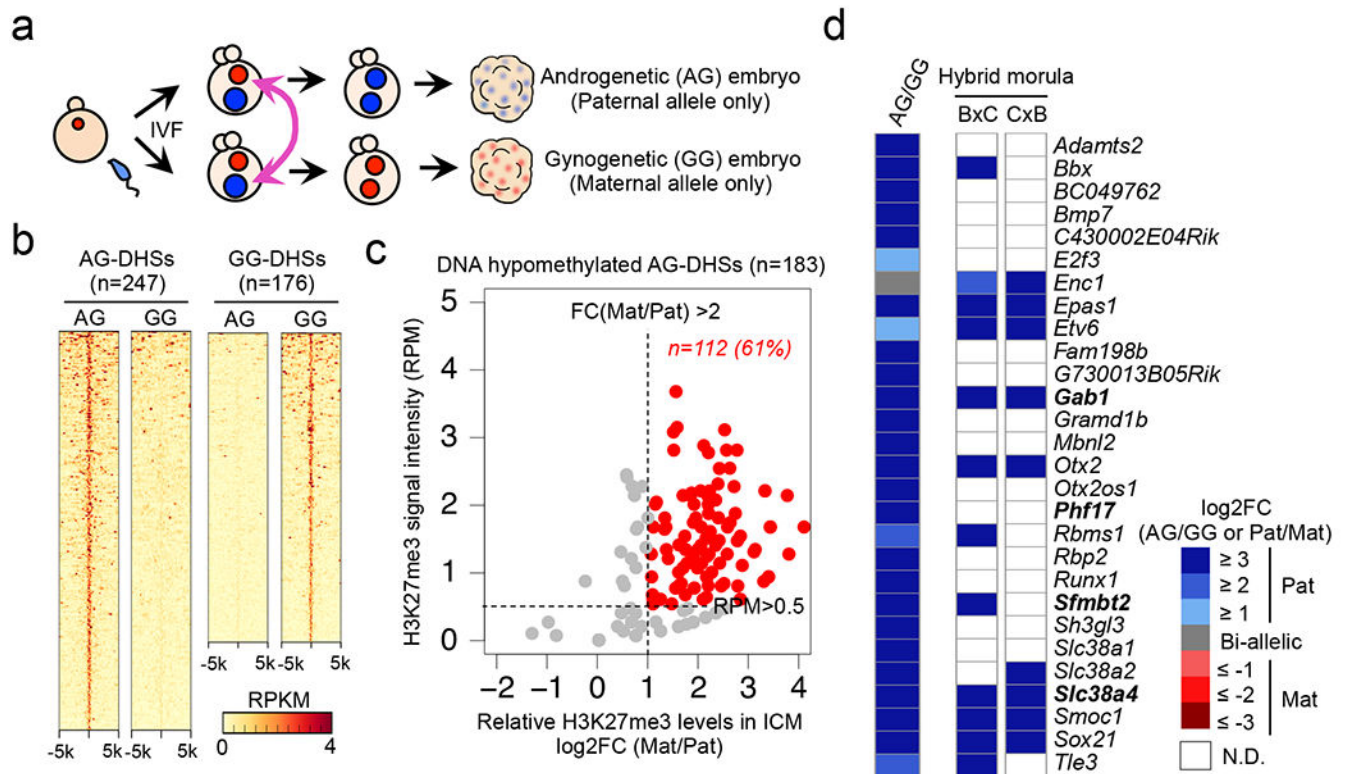 a
IVF
Androgenetic (AG) embryo
(Paternal allele only)
Gynogenetic (GG) embryo
(Maternal allele only)
b
AG-DHSs
(n=247)
GG-DHSs
(n=176)
AG GG AG GG
-5k 5k -5k 5k
-5k 5k -5k 5k
RPKM
0 4
c
DNA hypomethylated AG-DHSs (n=183)
FC(Mat/Pat) >2
n=112 (61%)
RPM>0.5
H3K27me3 signal intensity (RPM)
5
4
3
2
1
0
−2 −1 0 1 2 3 4
Relative H3K27me3 levels in ICM
log2FC (Mat/Pat)
d
AG/GG
Hybrid morula
BxC CxB
Adamts2
Bbx
BC049762
Bmp7
C430002E04Rik
E2f3
Enc1
Epas1
Etv6
Fam198b
G730013B05Rik
Gab1
Gramd1b
Mbnl2
Otx2
Otx2os1
Phf17
Rbms1
Rbp2
Runx1
Sfmbt2
Sh3gl3
Slc38a1
Slc38a2
Slc38a4
Smoc1
Sox21
Tle3
log2FC
(AG/GG or Pat/Mat)
≥ 3
≥ 2
≥ 1
Pat
Bi-allelic
≤ -1
≤ -2
≤ -3
Mat
N.D.